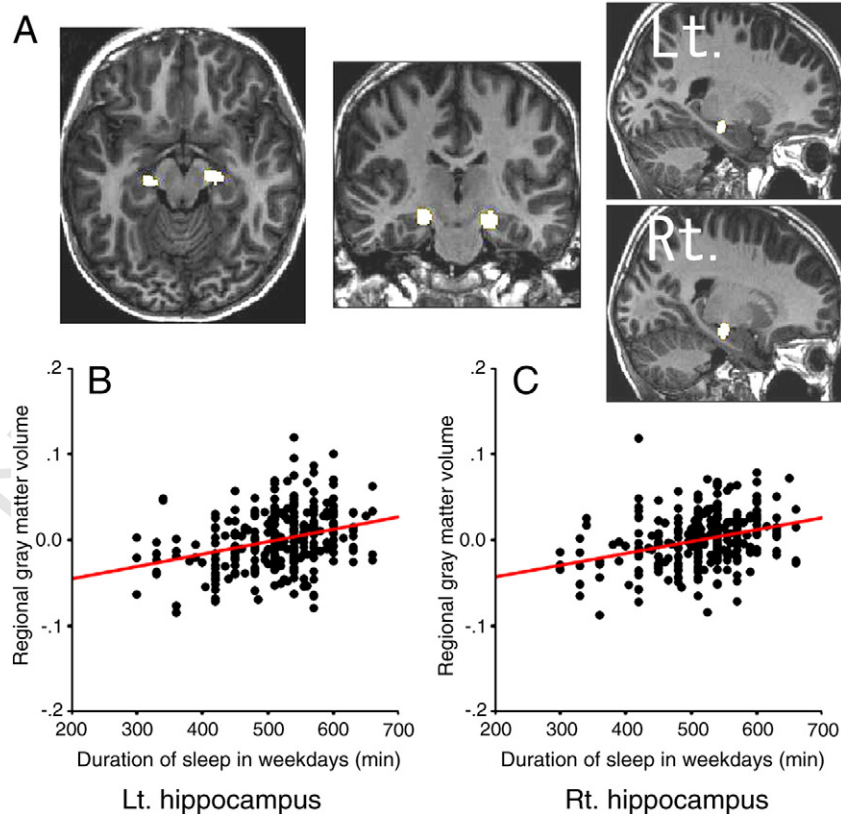 A
Lt.
Rt.
B
.2
.1
0.0
-.1
-.2
Regional gray matter volume
200 300 400 500 600 700
Duration of sleep in weekdays (min)
Lt. hippocampus
C
.2
.1
0.0
-.1
-.2
Regional gray matter volume
200 300 400 500 600 700
Duration of sleep in weekdays (min)
Rt. hippocampus